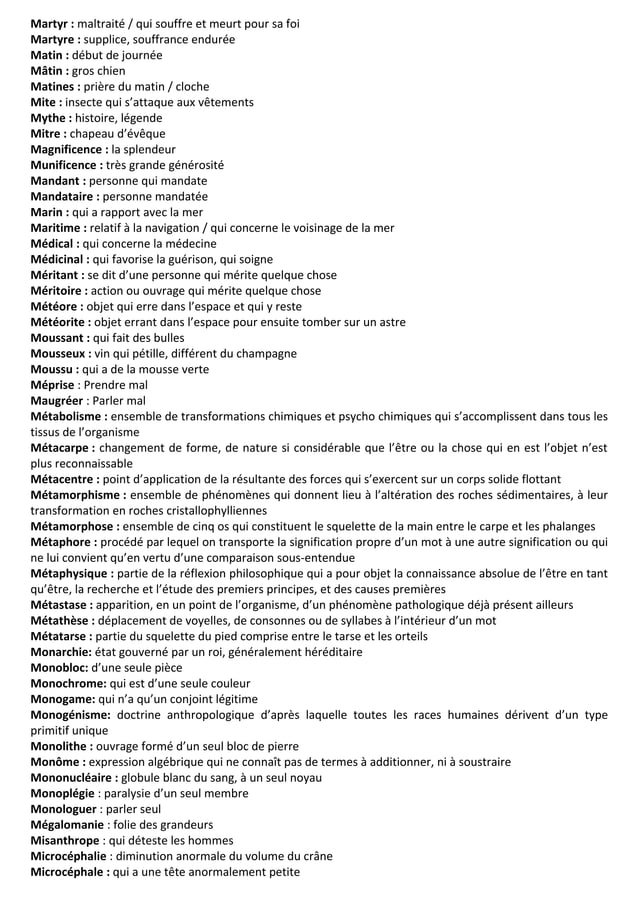 Martyr : maltraité / qui souffre et meurt pour sa foi
Martyre : supplice, souffrance endurée
Matin : début de journée
Mâtin : gros chien
Matines : prière du matin / cloche
Mite : insecte qui s’attaque aux vêtements
Mythe : histoire, légende
Mitre : chapeau d’évêque
Magnificence : la splendeur
Munificence : très grande générosité
Mandant : personne qui mandate
Mandataire : personne mandatée
Marin : qui a rapport avec la mer
Maritime : relatif à la navigation / qui concerne le voisinage de la mer
Médical : qui concerne la médecine
Médicinal : qui favorise la guérison, qui soigne
Méritant : se dit d’une personne qui mérite quelque chose
Méritoire : action ou ouvrage qui mérite quelque chose
Météore : objet qui erre dans l’espace et qui y reste
Météorite : objet errant dans l’espace pour ensuite tomber sur un astre
Moussant : qui fait des bulles
Mousseux : vin qui pétille, différent du champagne
Moussu : qui a de la mousse verte
Méprise : Prendre mal
Maugréer : Parler mal
Métabolisme : ensemble de transformations chimiques et psycho chimiques qui s’accomplissent dans tous les
tissus de l’organisme
Métacarpe : changement de forme, de nature si considérable que l’être ou la chose qui en est l’objet n’est
plus reconnaissable
Métacentre : point d’application de la résultante des forces qui s’exercent sur un corps solide flottant
Métamorphisme : ensemble de phénomènes qui donnent lieu à l’altération des roches sédimentaires, à leur
transformation en roches cristallophylliennes
Métamorphose : ensemble de cinq os qui constituent le squelette de la main entre le carpe et les phalanges
Métaphore : procédé par lequel on transporte la signification propre d’un mot à une autre signification ou qui
ne lui convient qu’en vertu d’une comparaison sous-entendue
Métaphysique : partie de la réflexion philosophique qui a pour objet la connaissance absolue de l’être en tant
qu’être, la recherche et l’étude des premiers principes, et des causes premières
Métastase : apparition, en un point de l’organisme, d’un phénomène pathologique déjà présent ailleurs
Métathèse : déplacement de voyelles, de consonnes ou de syllabes à l’intérieur d’un mot
Métatarse : partie du squelette du pied comprise entre le tarse et les orteils
Monarchie: état gouverné par un roi, généralement héréditaire
Monobloc: d’une seule pièce
Monochrome: qui est d’une seule couleur
Monogame: qui n’a qu’un conjoint légitime
Monogénisme: doctrine anthropologique d’après laquelle toutes les races humaines dérivent d’un type
primitif unique
Monolithe : ouvrage formé d’un seul bloc de pierre
Monôme : expression algébrique qui ne connaît pas de termes à additionner, ni à soustraire
Mononucléaire : globule blanc du sang, à un seul noyau
Monoplégie : paralysie d’un seul membre
Monologuer : parler seul
Mégalomanie : folie des grandeurs
Misanthrope : qui déteste les hommes
Microcéphalie : diminution anormale du volume du crâne
Microcéphale : qui a une tête anormalement petite